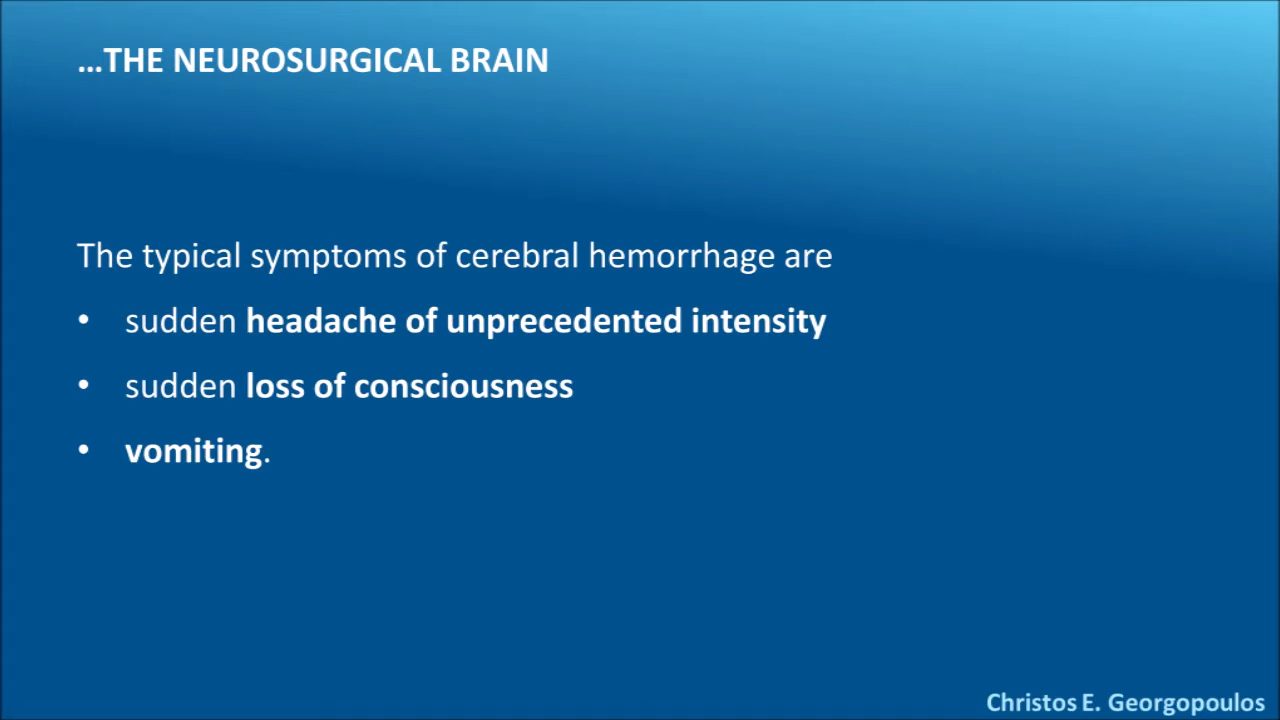 ...THE NEUROSURGICAL BRAIN
The typical symptoms of cerebral hemorrhage are
• sudden headache of unprecedented intensity
• sudden loss of consciousness
• vomiting.
Christos E. Georgopoulos